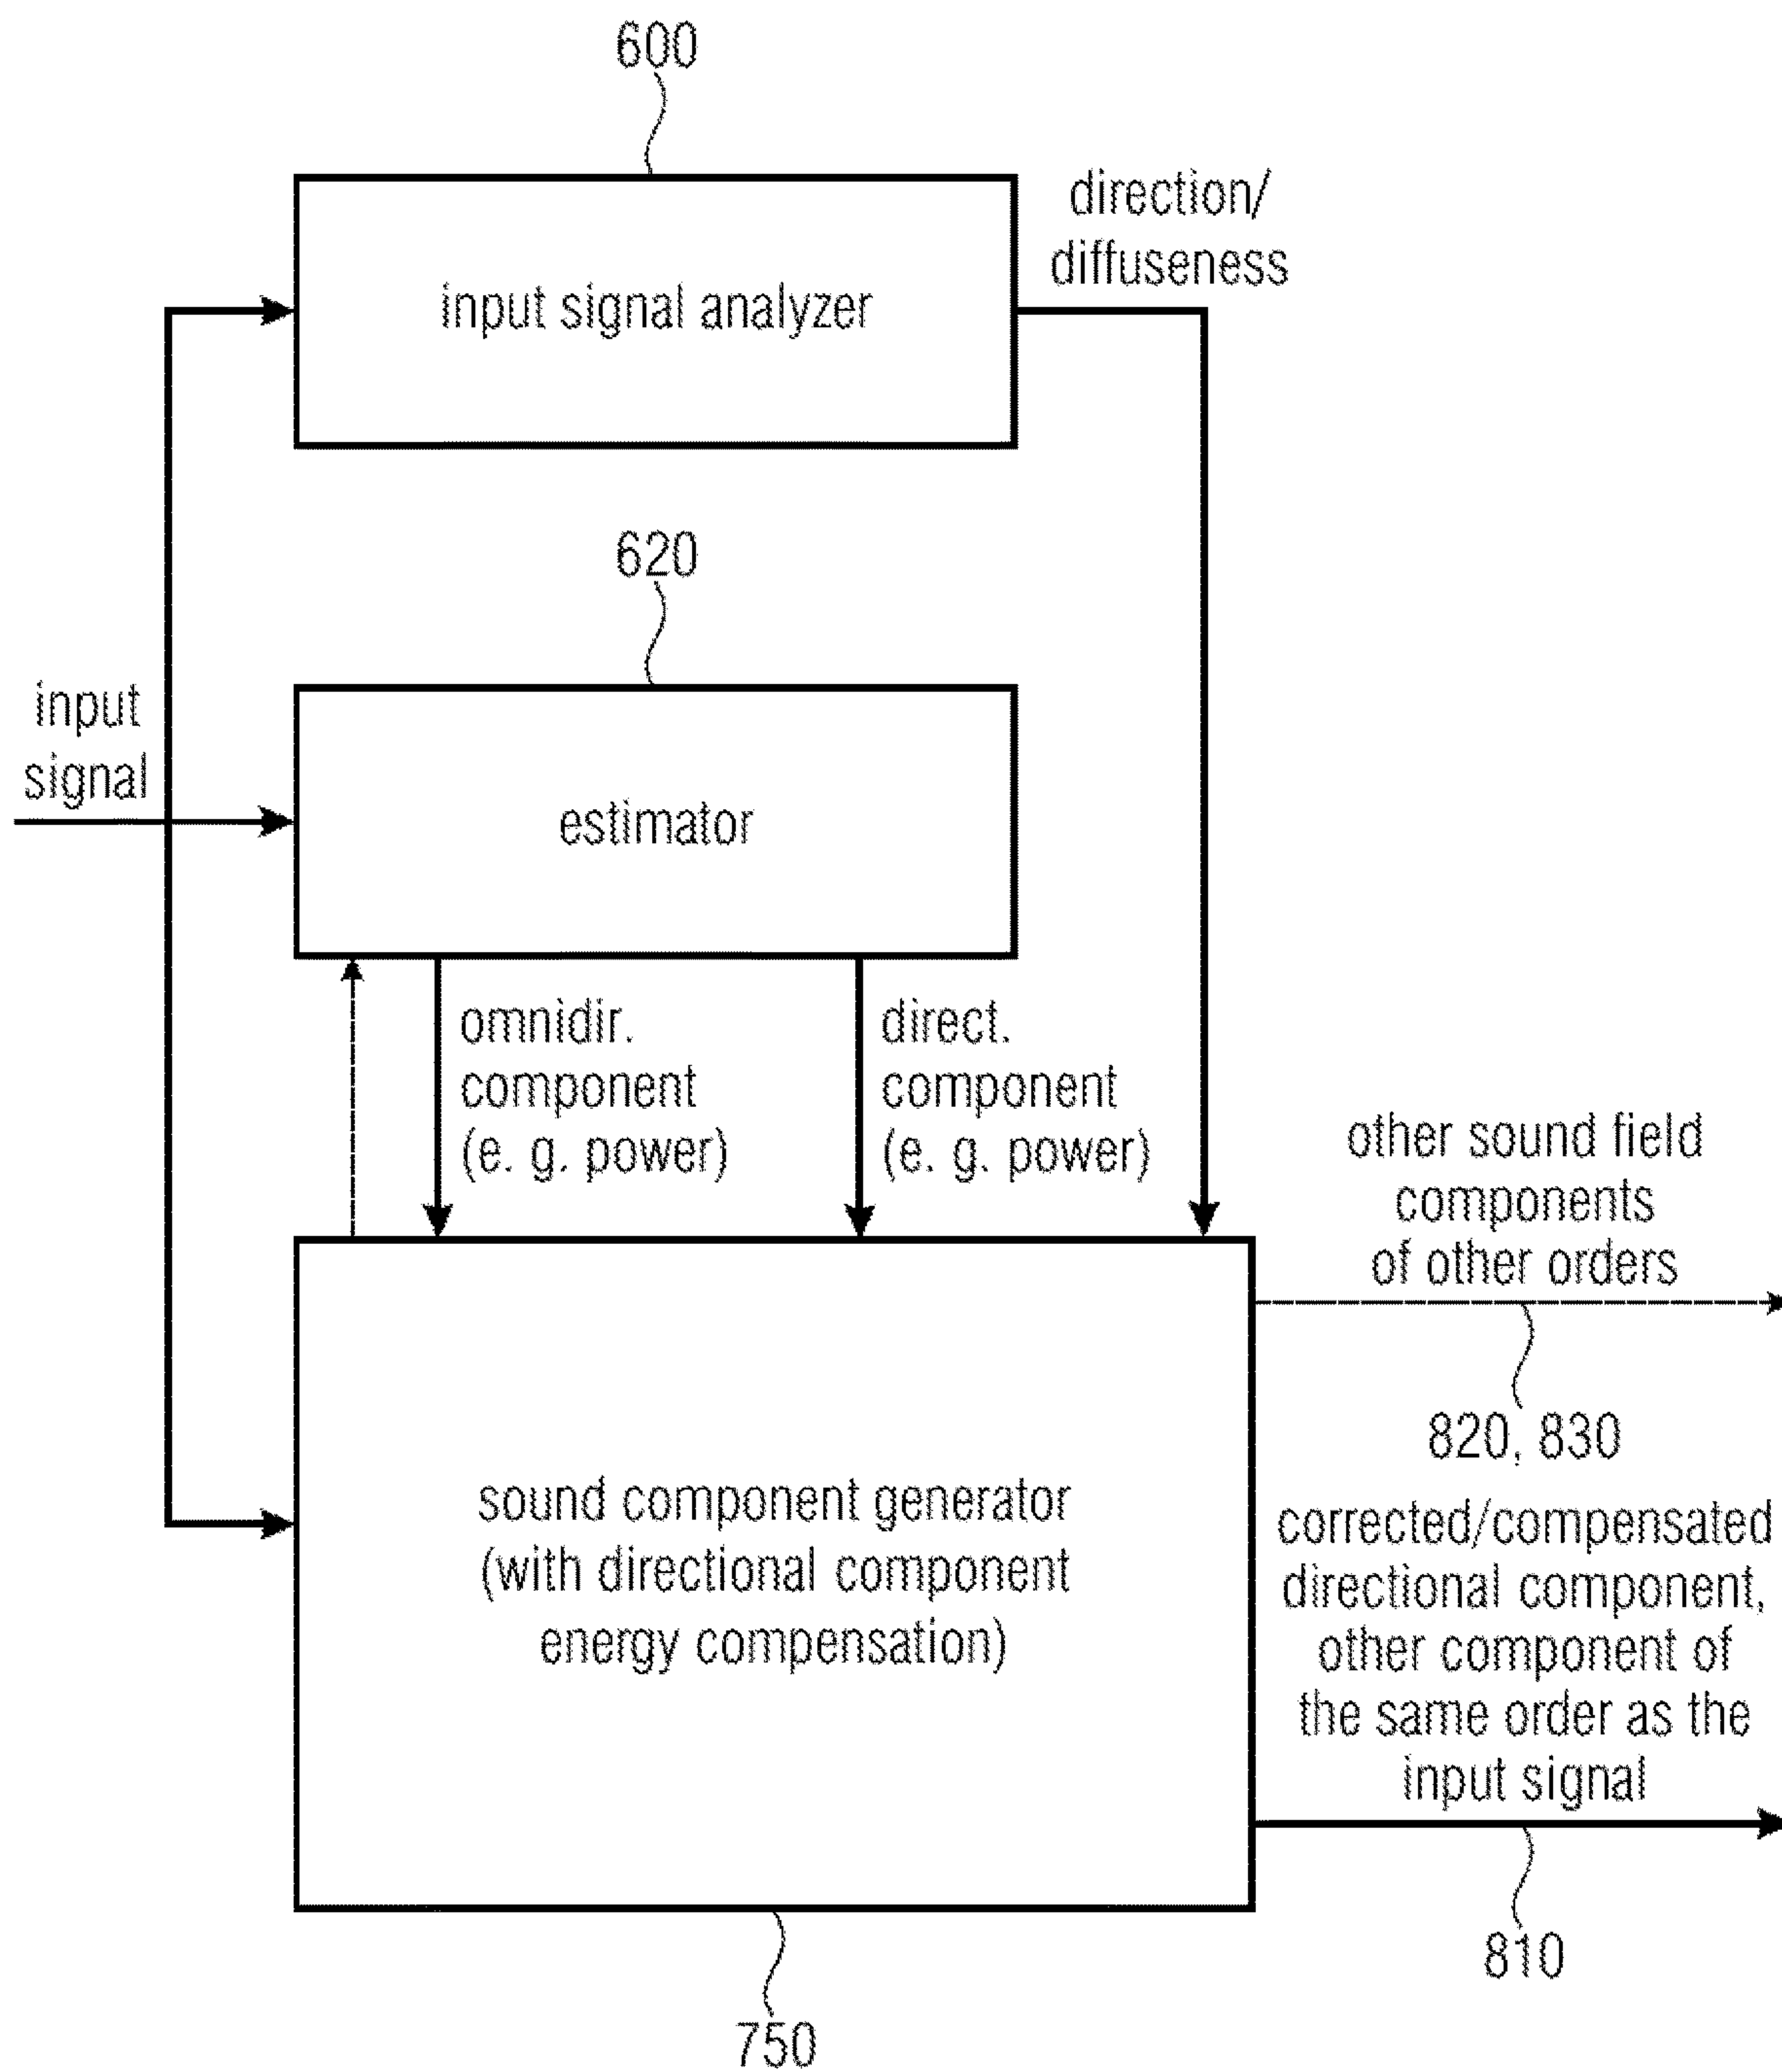 600
direction/
diffuseness
input signal analyzer
620
input
signal
estimator
omnidir.
component
(e. g. power)
direct.
component
(e. g. power)
other sound field
components
of other orders
820, 830
sound component generator
(with directional component
energy compensation)
corrected/compensated
directional component,
other component of
the same order as the
input signal
810
750